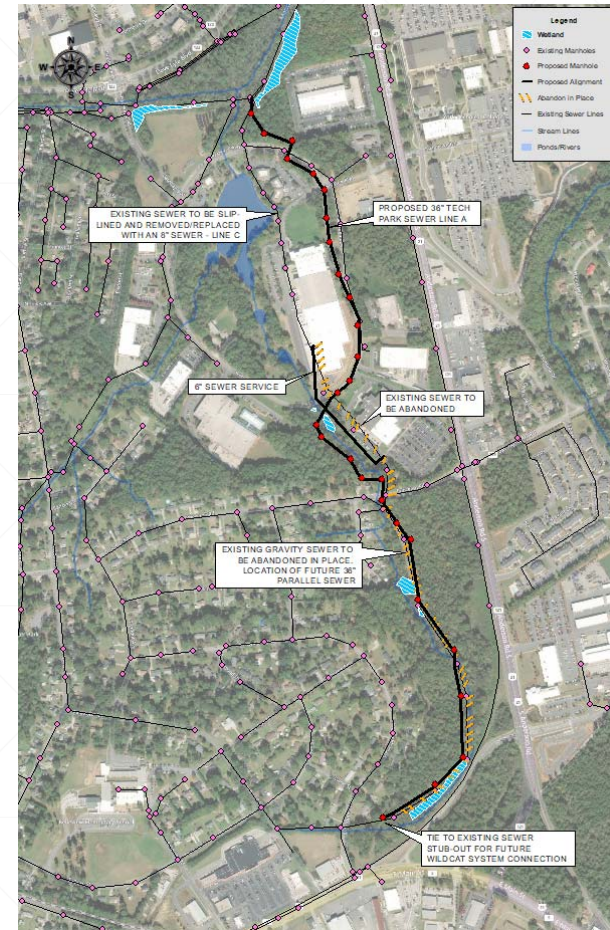 Legend
Wetland
Existing Manholes
Proposed Manhole
Proposed Alignment
Abandon in Place
Existing Sewer Lines
Stream Lines
Ponds/Rivers
N
W
E
S
EXISTING SEWER TO BE SLIP-
LINED AND REMOVED/REPLACED
WITH AN 8" SEWER - LINE C
PROPOSED 36" TECH
PARK SEWER LINE A
6" SEWER SERVICE
EXISTING SEWER TO
BE ABANDONED
EXISTING GRAVITY SEWER TO
BE ABANDONED IN PLACE.
LOCATION OF FUTURE 36"
PARALLEL SEWER
TIE TO EXISTING SEWER
STUB-OUT FOR FUTURE
WILDCAT SYSTEM CONNECTION